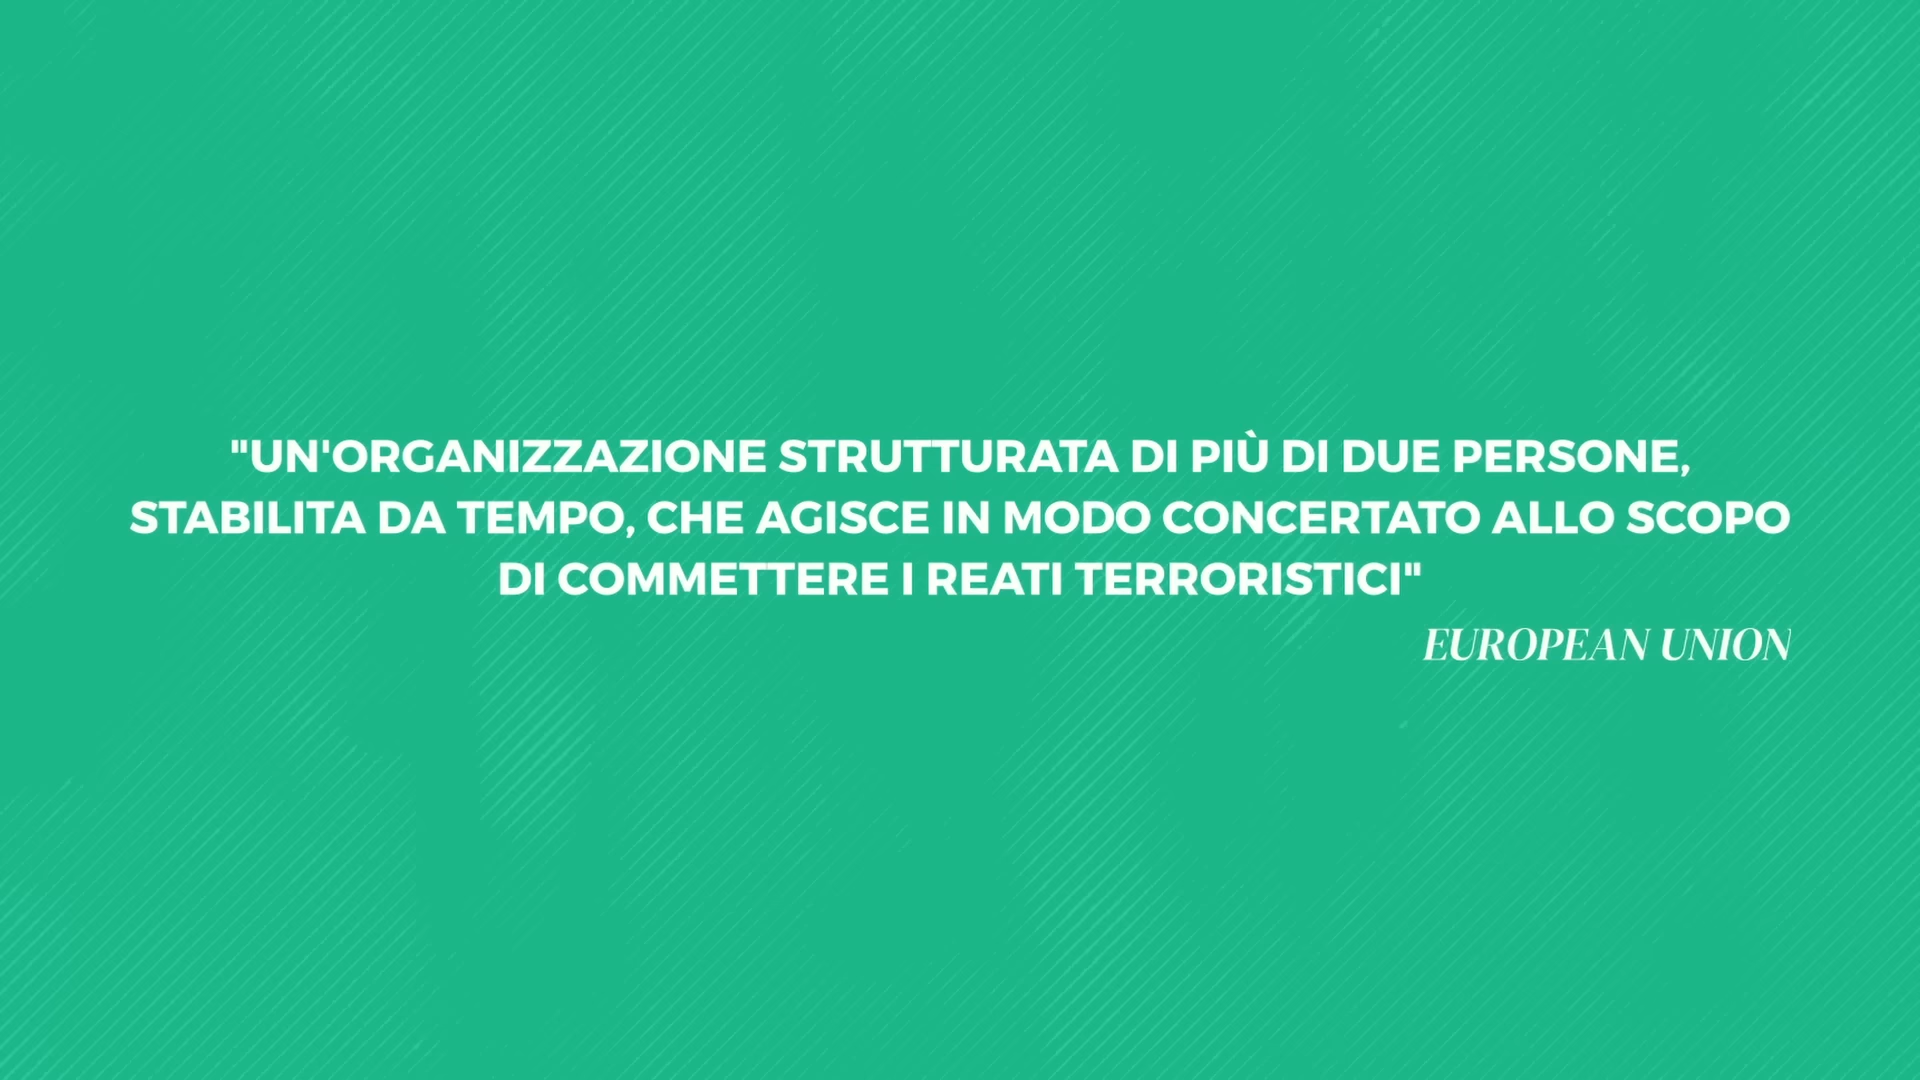 "UN'ORGANIZZAZIONE STRUTTURATA DI PIÙ DI DUE PERSONE,
STABILITA DA TEMPO, CHE AGISCE IN MODO CONCERTATO ALLO SCOPO
DI COMMETTERE I REATI TERRORISTICI"
EUROPEAN UNION